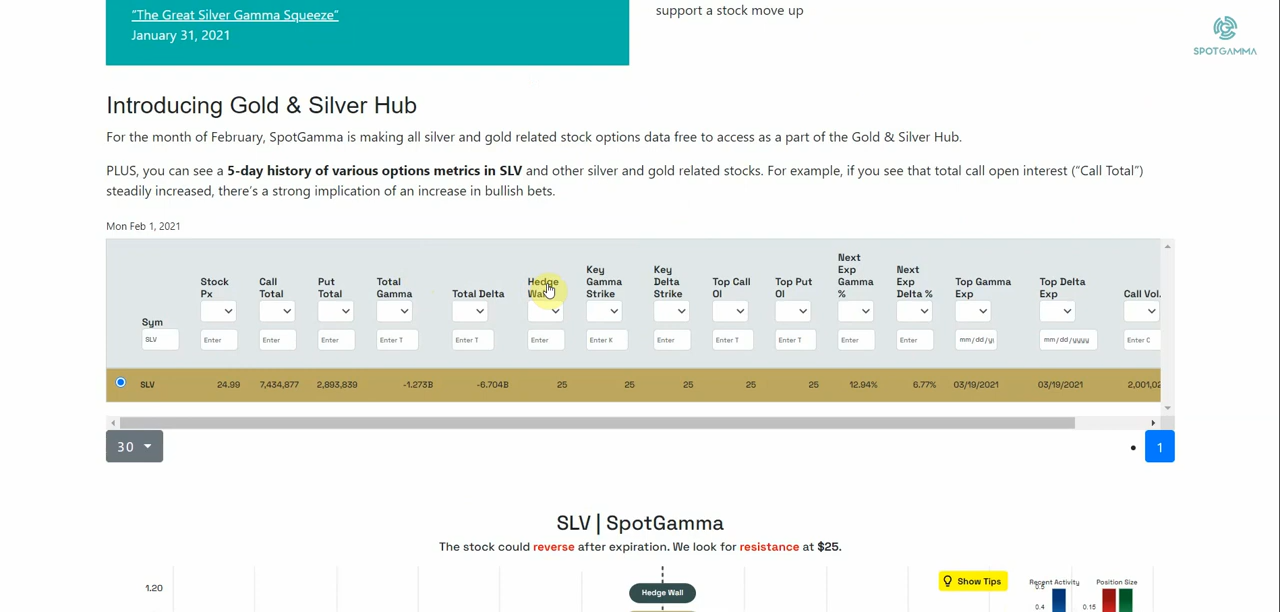 "The Great Silver Gamma Squeeze"
January 31, 2021
support a stock move up
SPOTGAMMA
Introducing Gold & Silver Hub
For the month of February, SpotGamma is making all silver and gold related stock options data free to access as a part of the Gold & Silver Hub.
PLUS, you can see a 5-day history of various options metrics in SLV and other silver and gold related stocks. For example, if you see that total call open interest ("Call Total")
steadily increased, there's a strong implication of an increase in bullish bets.
Mon Feb 1, 2021
Sym Stock Px Call Total Put Total Total Gamma Total Delta Hedge Key Gamma Strike Key Delta Strike Top Call OI Top Put OI Next Exp Gamma % Next Exp Delta % Top Gamma Exp Top Delta Exp Call Vol.
SLV Enter Enter Enter Enter T Enter T Enter Enter K Enter Enter T Enter T Enter Enter mm/dd/y mm/dd/yyyy Enter C
SLV 24.99 7,434,877 2,893,839 -1.273B -6.704B 25 25 25 25 25 12.94% 6.77% 03/19/2021 03/19/2021 2,001,02
30
1
SLV | SpotGamma
The stock could reverse after expiration. We look for resistance at $25.
1.20
Hedge Wall
Show Tips
Recent Activity
Position Size
0.4
0.15